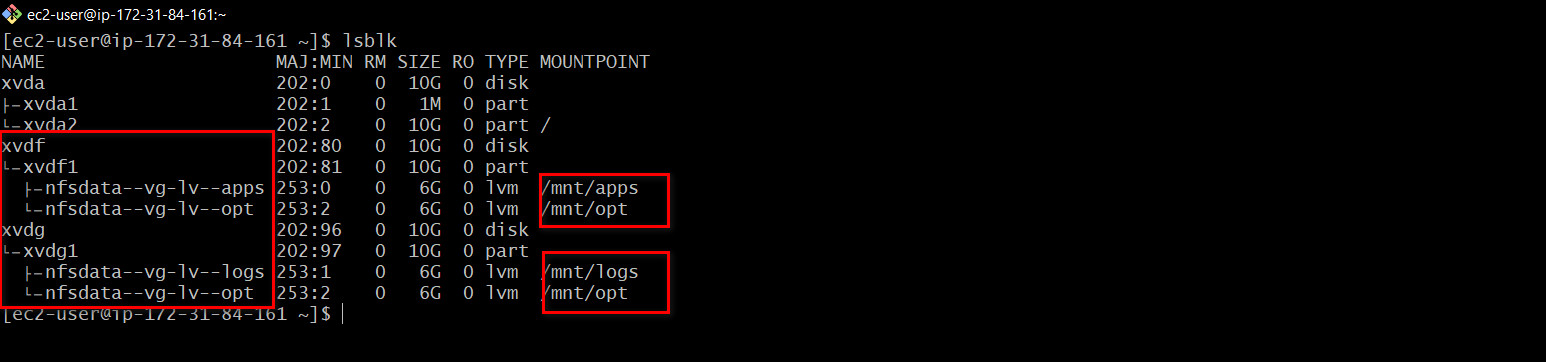 ec2-user@ip-172-31-84-161:~
[ec2-user@ip-172-31-84-161 ~]$ lsblk
NAME                     MAJ:MIN RM SIZE RO TYPE MOUNTPOINT
xvda                     202:0    0  10G  0 disk
├─xvda1                  202:1    0   1M  0 part
└─xvda2                  202:2    0  10G  0 part /
xvdf                     202:80   0  10G  0 disk
└─xvdf1                  202:81   0  10G  0 part
  ├─nfsdata--vg-lv--apps 253:0    0   6G  0 lvm  /mnt/apps
  └─nfsdata--vg-lv--opt  253:2    0   6G  0 lvm  /mnt/opt
xvdg                     202:96   0  10G  0 disk
└─xvdg1                  202:97   0  10G  0 part
  ├─nfsdata--vg-lv--logs 253:1    0   6G  0 lvm  /mnt/logs
  └─nfsdata--vg-lv--opt  253:2    0   6G  0 lvm  /mnt/opt
[ec2-user@ip-172-31-84-161 ~]$